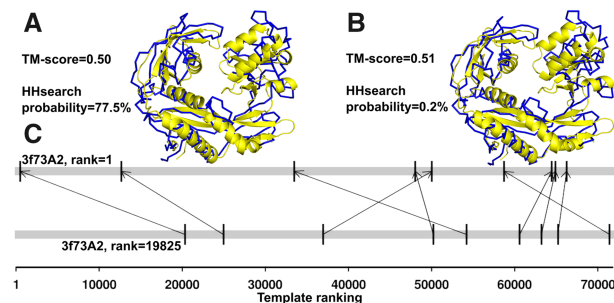 A
TM-score=0.50
HHsearch
probability=77.5%
B
TM-score=0.51
HHsearch
probability=0.2%
C
3f73A2, rank=1
3f73A2, rank=19825
1 10000 20000 30000 40000 50000 60000 70000
Template ranking